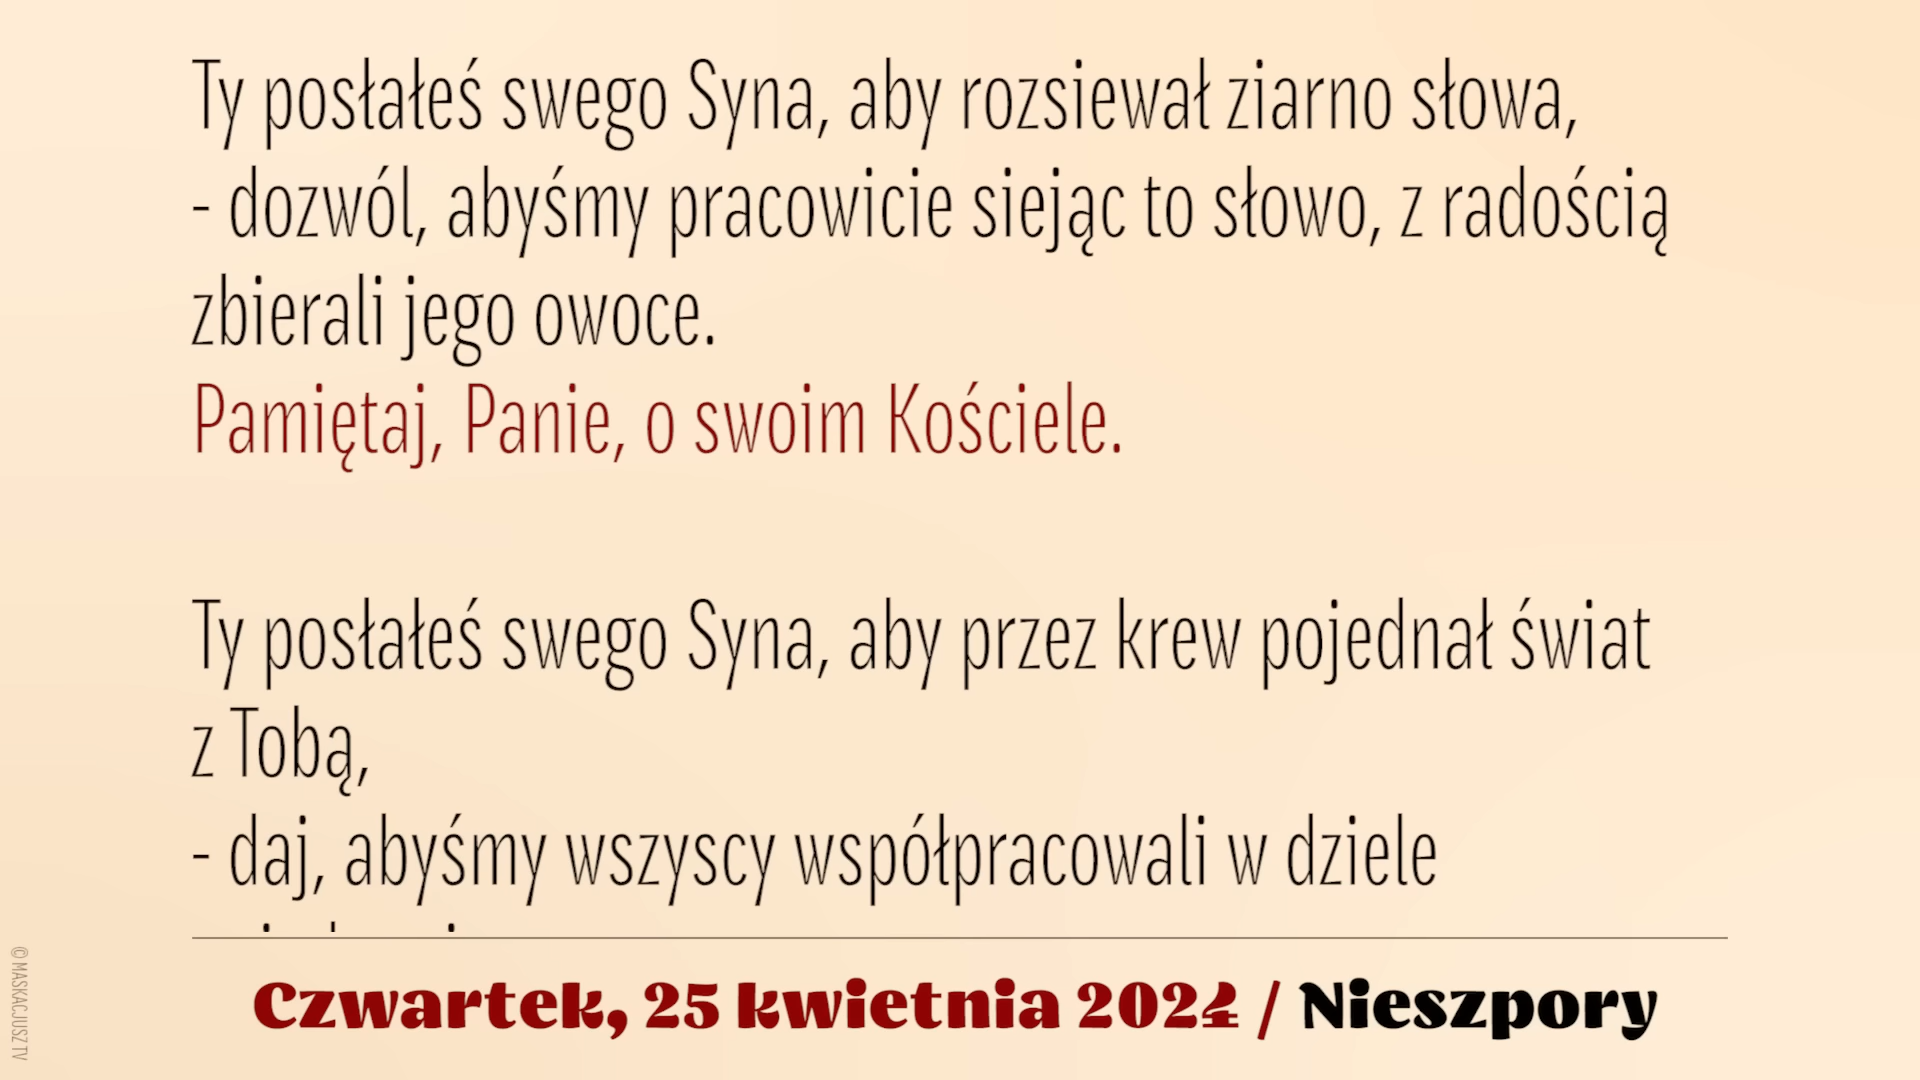 Ty posłałeś swego Syna, aby rozsiewał ziarno słowa,
- dozwól, abyśmy pracowicie siejąc to słowo, z radością
zbierali jego owoce.
Pamiętaj, Panie, o swoim Kościele.
Ty posłałeś swego Syna, aby przez krew pojednał świat
z Tobą,
- daj, abyśmy wszyscy współpracowali w dziele
Czwartek, 25 kwietnia 2024 / Nieszpory
© MASKACJUSZ TV